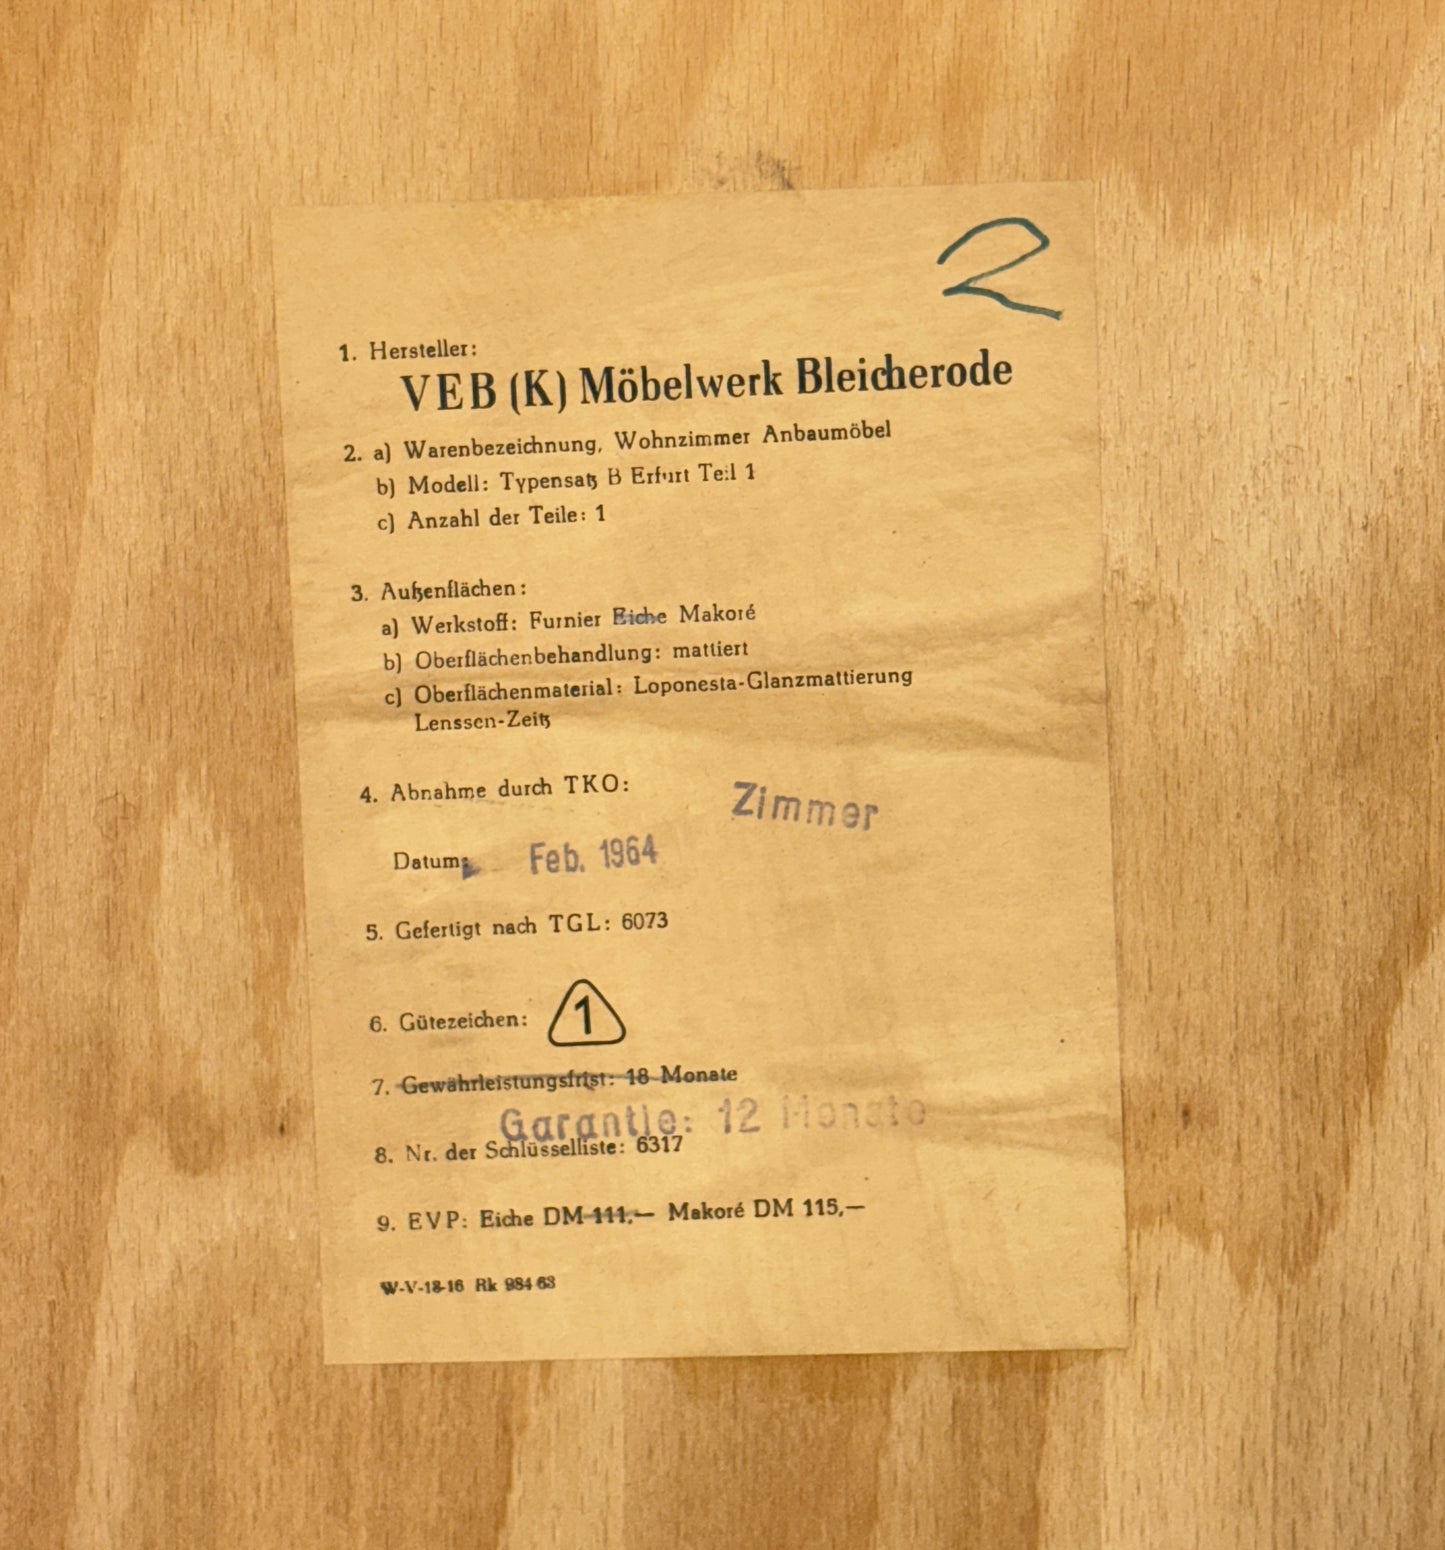 2
1. Hersteller:
VEB (K) Möbelwerk Bleicherode
2. a) Warenbezeichnung, Wohnzimmer Anbaumöbel
b) Modell: Typensatz B Erfurt Teil 1
c) Anzahl der Teile: 1
3. Außenflächen:
a) Werkstoff: Furnier Eiche Makoré
b) Oberflächenbehandlung: mattiert
c) Oberflächenmaterial: Loponesta-Glanzmattierung
Lenssen-Zeitz
4. Abnahme durch TKO:
Zimmer
Datum: Feb. 1964
5. Gefertigt nach TGL: 6073
6. Gütezeichen: 1
7. Gewährleistungsfrist: 18 Monate
Garantie: 12 Monate
8. Nr. der Schlüsselliste: 6317
9. EVP: Eiche DM 111,— Makoré DM 115,—
W-V-18-16 Rk 984 63